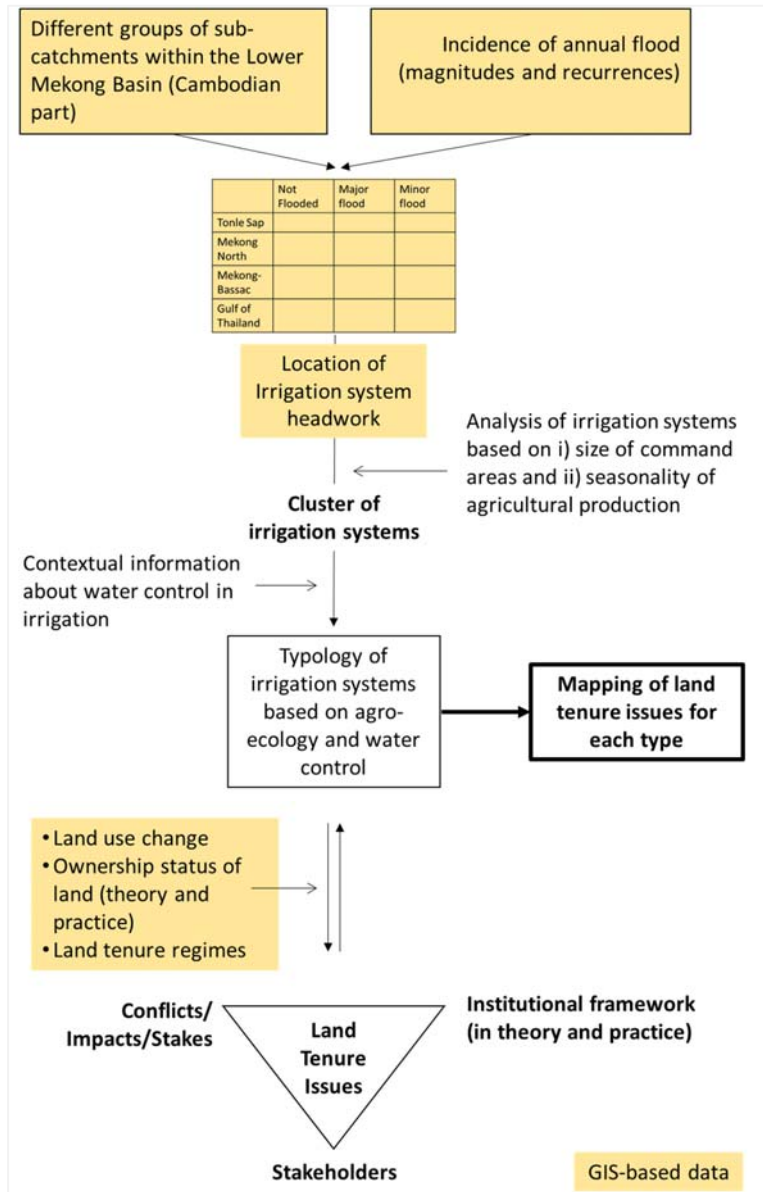 Different groups of sub-
catchments within the Lower
Mekong Basin (Cambodian
part)
Incidence of annual flood
(magnitudes and recurrences)
Not
Flooded
Major
flood
Minor
flood
Tonle Sap
Mekong
North
Mekong-
Bassac
Gulf of
Thailand
Location of
Irrigation system
headwork
Analysis of irrigation systems
based on i) size of command
areas and ii) seasonality of
agricultural production
Cluster of
irrigation systems
Contextual information
about water control in
irrigation
Typology of
irrigation systems
based on agro-
ecology and water
control
Mapping of land
tenure issues for
each type
• Land use change
• Ownership status of
land (theory and
practice)
• Land tenure regimes
Conflicts/
Impacts/Stakes
Land
Tenure
Issues
Institutional framework
(in theory and practice)
Stakeholders
GIS-based data